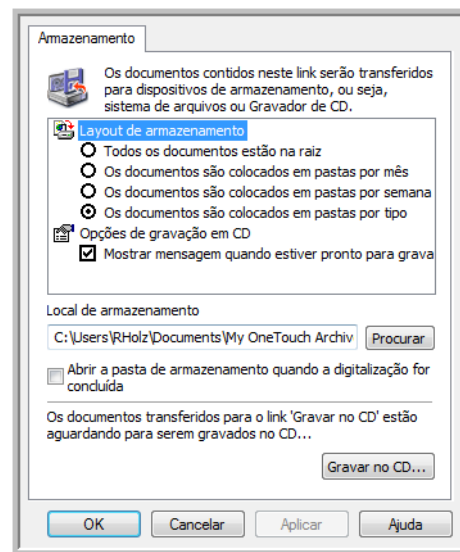 Armazenamento
Os documentos contidos neste link serão transferidos
para dispositivos de armazenamento, ou seja,
sistema de arquivos ou Gravador de CD.
Layout de armazenamento
Todos os documentos estão na raiz
Os documentos são colocados em pastas por mês
Os documentos são colocados em pastas por semana
Os documentos são colocados em pastas por tipo
Opções de gravação em CD
Mostrar mensagem quando estiver pronto para grava
Local de armazenamento
C:\Users\RHolz\Documents\My OneTouch Archiv
Procurar
Abrir a pasta de armazenamento quando a digitalização for
concluída
Os documentos transferidos para o link 'Gravar no CD' estão
aguardando para serem gravados no CD...
Gravar no CD...
OK
Cancelar
Aplicar
Ajuda